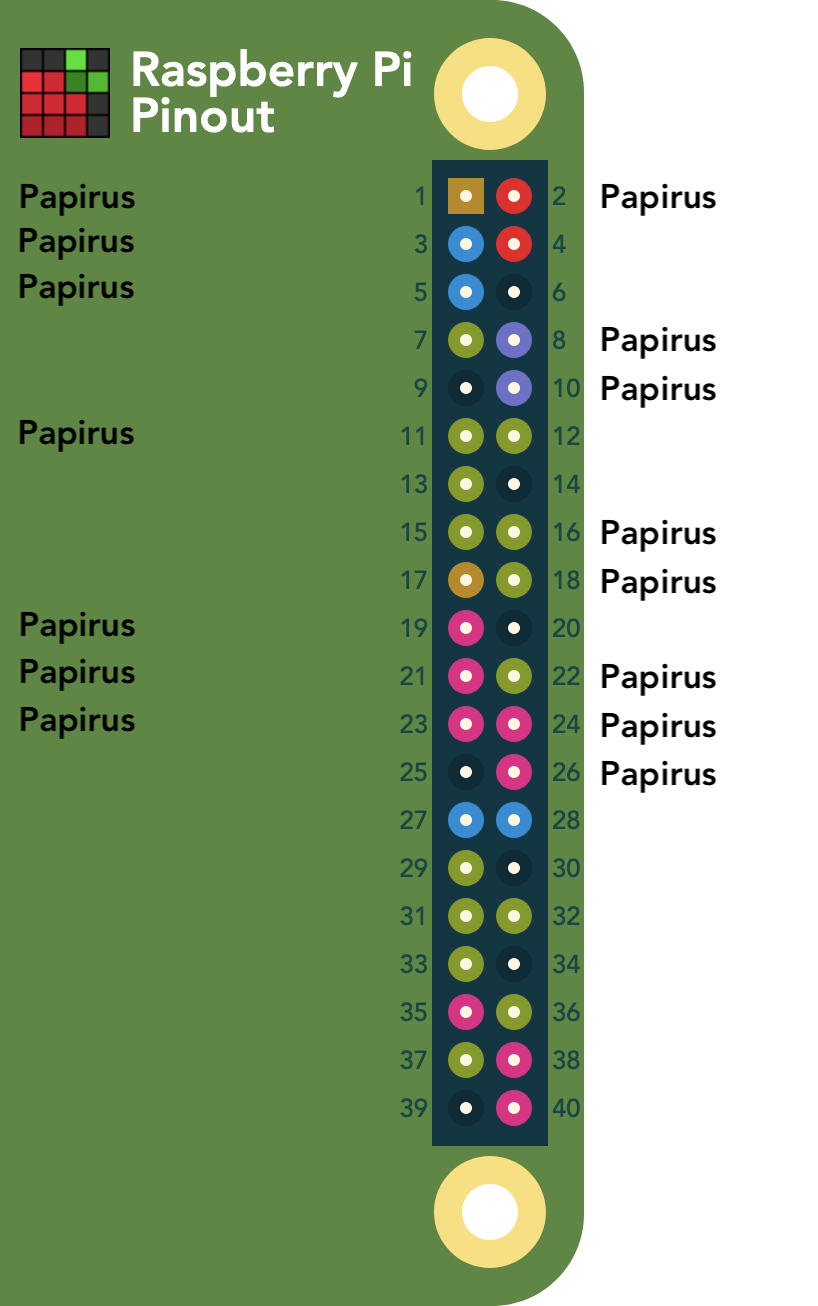 Raspberry Pi
Pinout
Papirus 1 2 Papirus
Papirus 3 4
Papirus 5 6
7 8 Papirus
9 10 Papirus
Papirus 11 12
13 14
15 16 Papirus
17 18 Papirus
Papirus 19 20
Papirus 21 22 Papirus
Papirus 23 24 Papirus
25 26 Papirus
27 28
29 30
31 32
33 34
35 36
37 38
39 40